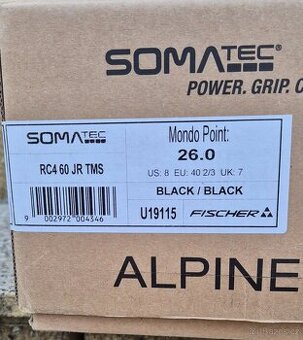 SOMATEC
POWER. GRIP. C
SOMATEC
RC4 60 JR TMS
9 002972 004346
Mondo Point:
26.0
US: 8 EU: 40 2/3 UK: 7
BLACK / BLACK
U19115 FISCHER
ALPINE